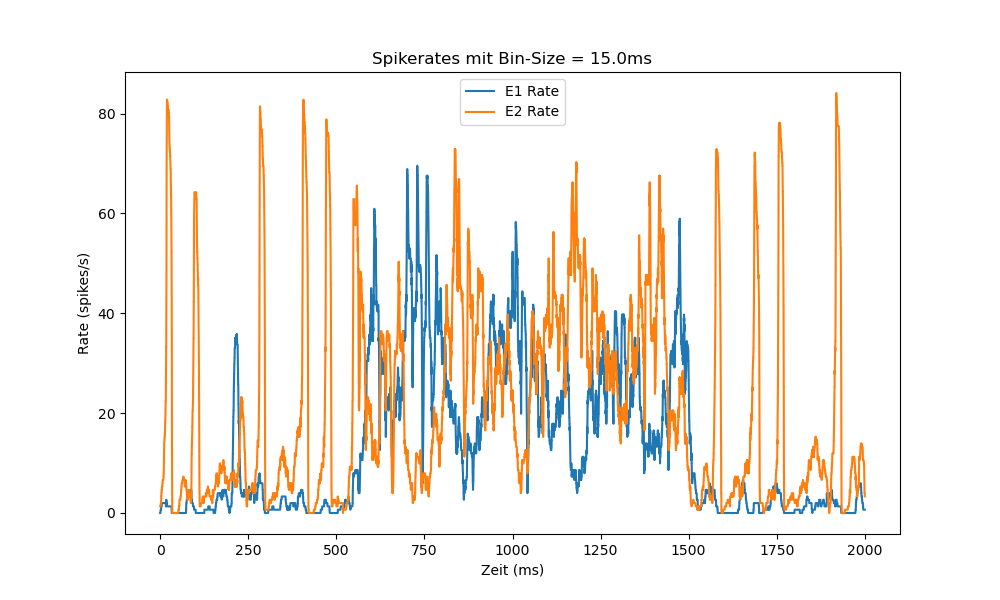 Spikerates mit Bin-Size = 15.0ms
E1 Rate
E2 Rate
Rate (spikes/s)
80
60
40
20
0
0 250 500 750 1000 1250 1500 1750 2000
Zeit (ms)